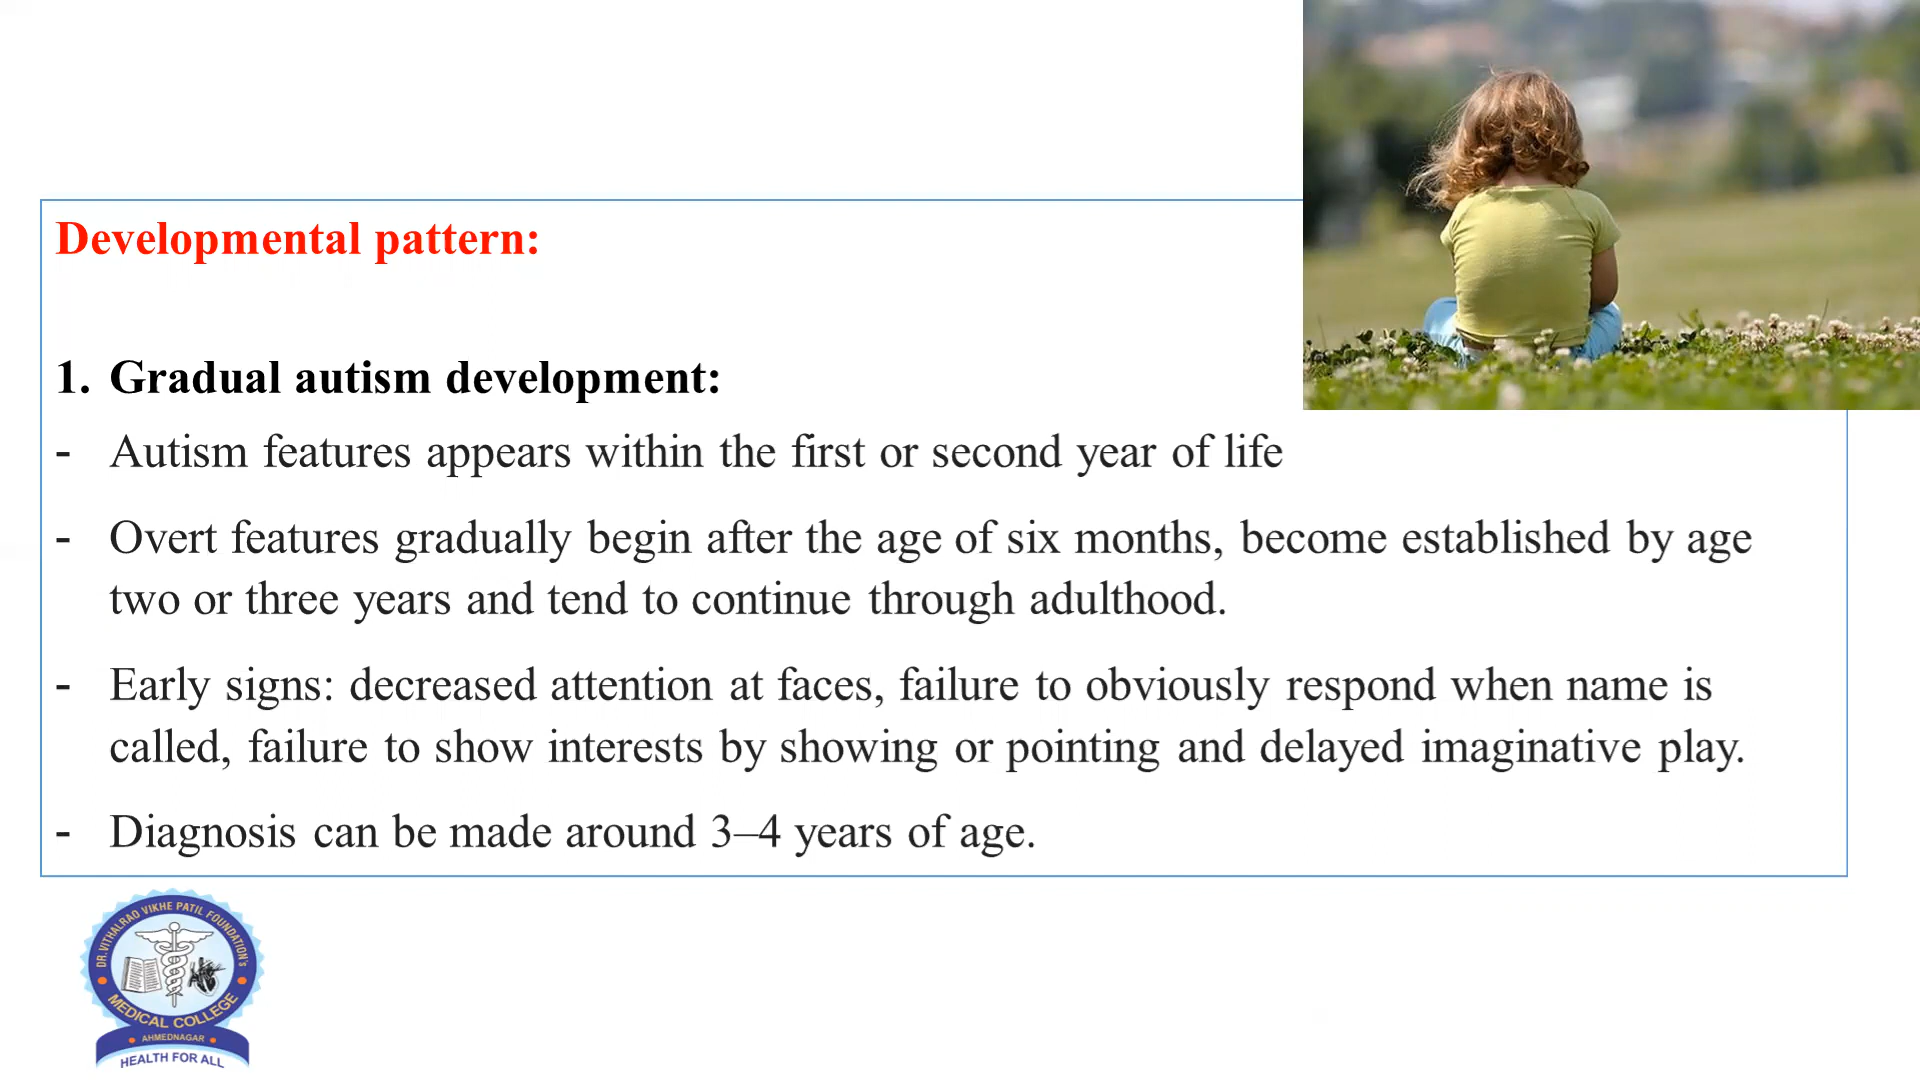 Developmental pattern:
1. Gradual autism development:
- Autism features appears within the first or second year of life
- Overt features gradually begin after the age of six months, become established by age
two or three years and tend to continue through adulthood.
- Early signs: decreased attention at faces, failure to obviously respond when name is
called, failure to show interests by showing or pointing and delayed imaginative play.
- Diagnosis can be made around 3–4 years of age.
DR.VITHALRAO VIKHE PATIL FOUNDATION's
MEDICAL COLLEGE
AHMEDNAGAR
HEALTH FOR ALL